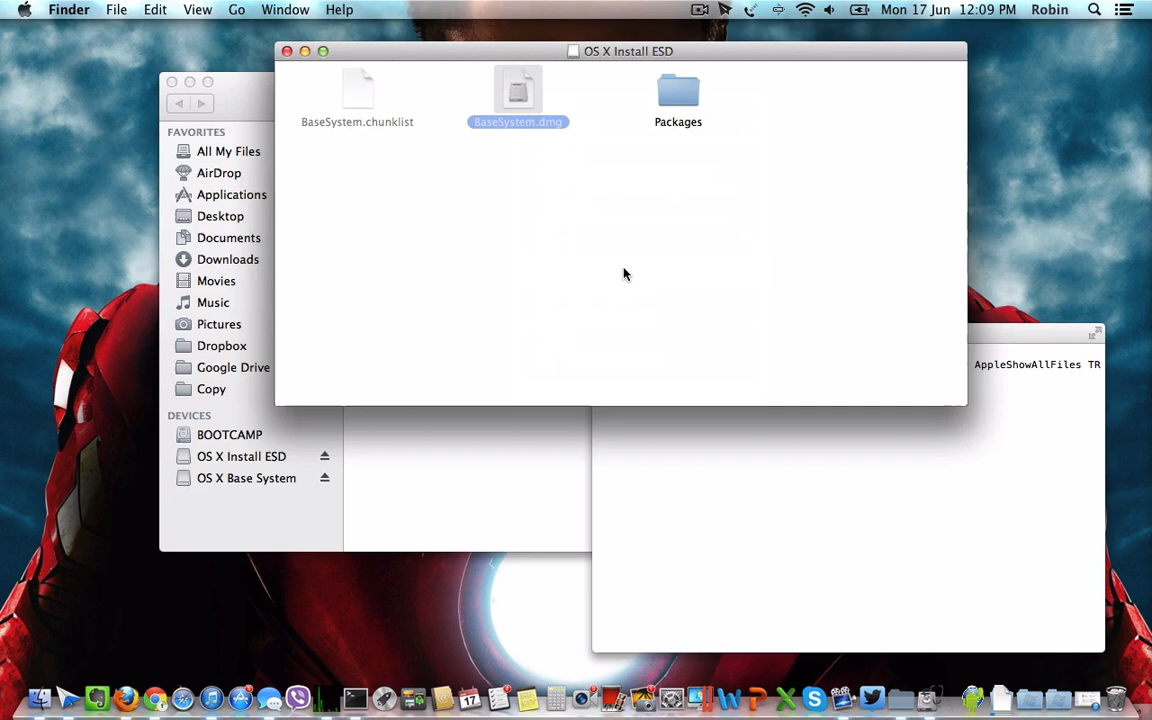 Finder File Edit View Go Window Help Mon 17 Jun 12:09 PM Robin
OS X Install ESD
BaseSystem.chunklist
BaseSystem.dmg
Packages
FAVORITES
All My Files
AirDrop
Applications
Desktop
Documents
Downloads
Movies
Music
Pictures
Dropbox
Google Drive
Copy
DEVICES
BOOTCAMP
OS X Install ESD
OS X Base System
AppleShowAllFiles TR
17